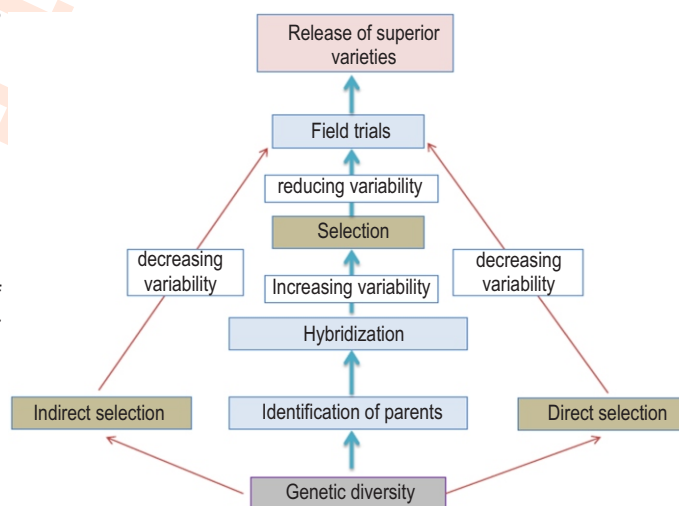 Release of superior
varieties
Field trials
reducing variability
Selection
decreasing
variability
Increasing variability
decreasing
variability
Hybridization
Indirect selection
Identification of parents
Direct selection
Genetic diversity